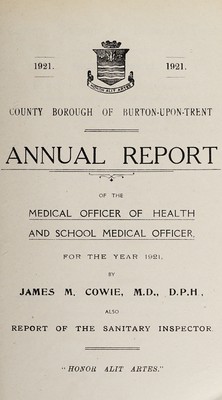 1921. 1921.
HONOR ALIT ARTES
COUNTY BOROUGH OF BURTON-UPON-TRENT
ANNUAL REPORT
OF THE
MEDICAL OFFICER OF HEALTH
AND SCHOOL MEDICAL OFFICER,
FOR THE YEAR 1921,
BY
JAMES M. COWIE, M.D., D.P.H,
ALSO
REPORT OF THE SANITARY INSPECTOR.
"HONOR ALIT ARTES."